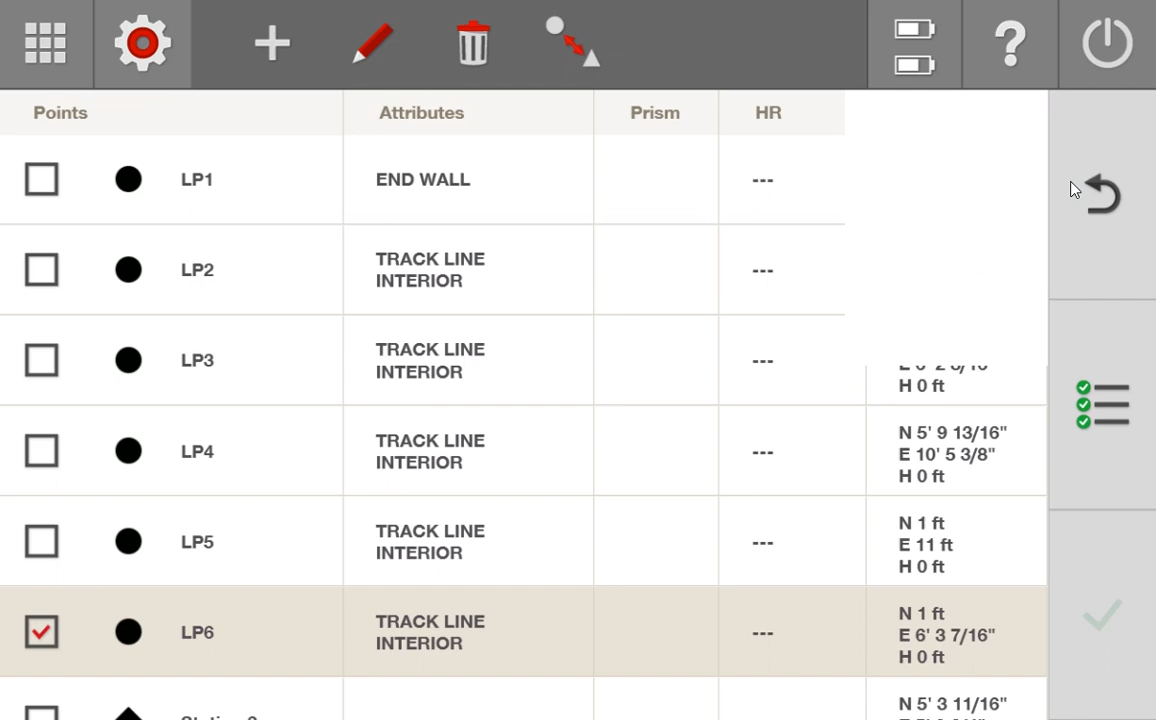 Points Attributes Prism HR
LP1 END WALL ---
LP2 TRACK LINE
INTERIOR ---
LP3 TRACK LINE
INTERIOR ---
H 0 ft
LP4 TRACK LINE
INTERIOR ---
N 5' 9 13/16"
E 10' 5 3/8"
H 0 ft
LP5 TRACK LINE
INTERIOR ---
N 1 ft
E 11 ft
H 0 ft
LP6 TRACK LINE
INTERIOR ---
N 1 ft
E 6' 3 7/16"
H 0 ft
N 5' 3 11/16"